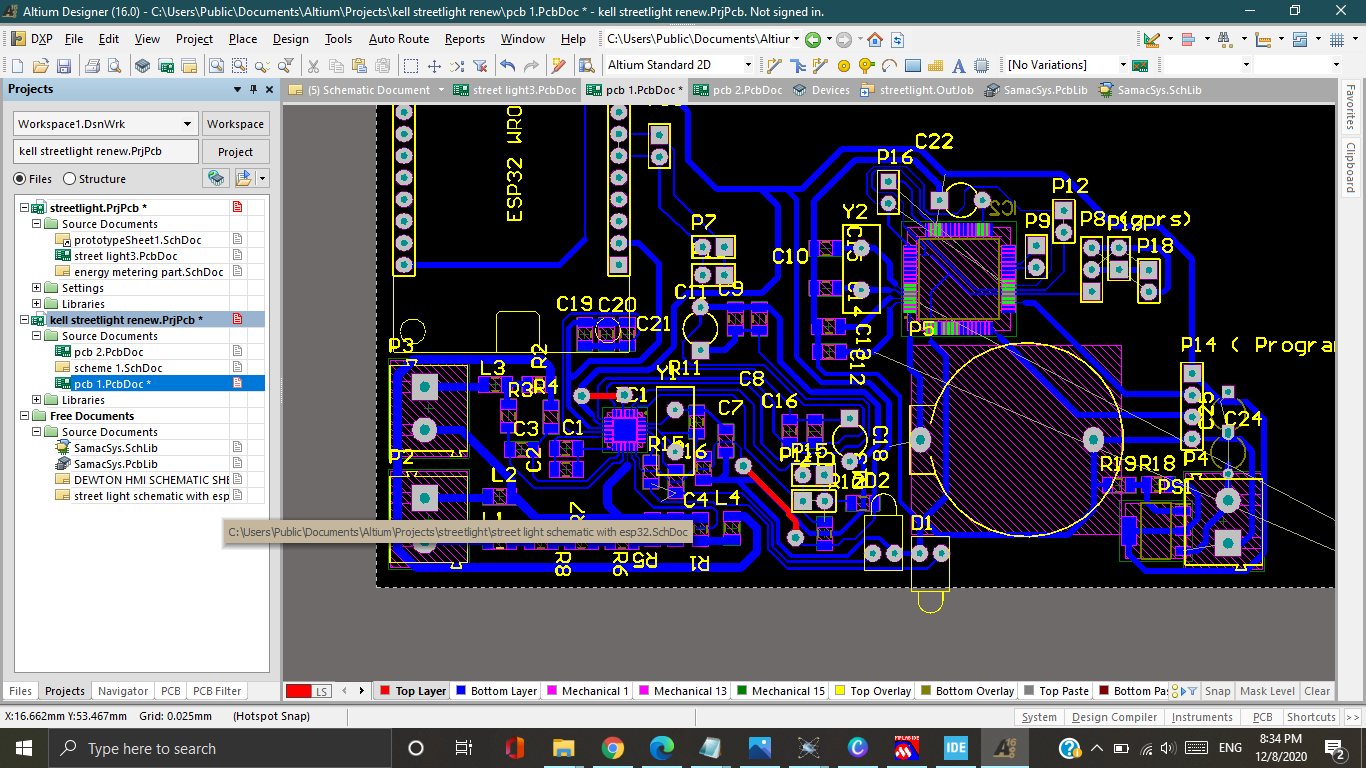 Altium Designer (16.0) - C:\Users\Public\Documents\Altium\Projects\kell streetlight renew\pcb 1.PcbDoc * - kell streetlight renew.PrjPcb. Not signed in.
DXP File Edit View Project Place Design Tools Auto Route Reports Window Help C:\Users\Public\Documents\Altium
Altium Standard 2D [No Variations]
Projects
(5) Schematic Document street light3.PcbDoc pcb 1.PcbDoc * pcb 2.PcbDoc Devices streetlight.OutJob SamacSys.PcbLib SamacSys.SchLib
Workspace1.DsnWrk Workspace
kell streetlight renew.PrjPcb Project
Files Structure
streetlight.PrjPcb *
Source Documents
prototypeSheet1.SchDoc
street light3.PcbDoc
energy metering part.SchDoc
Settings
Libraries
kell streetlight renew.PrjPcb *
Source Documents
pcb 2.PcbDoc
scheme 1.SchDoc
pcb 1.PcbDoc *
Libraries
Free Documents
Source Documents
SamacSys.SchLib
SamacSys.PcbLib
DEWTON HMI SCHEMATIC SHE
street light schematic with esp
Files Projects Navigator PCB PCB Filter
Favorites
Clipboard
ESP32 WRO
C22
P16
P12
P7
Y2
IC2
P9
P8 (gprs)
P18
C10
C15
C11
C9
C14
C19 C20
C21
P5
P3
R2
C13
C12
P14 ( Program
L3
R11
Y1
C8
R3
R4
IC1
C7
C16
C24
C3
C1
R15
C18
P15
P2
C2
R19
R18
P4
L2
D2
PS1
C4
L4
R7
D1
L1
R8
R6
R5
R1
C:\Users\Public\Documents\Altium\Projects\streetlight\street light schematic with esp32.SchDoc
LS Top Layer Bottom Layer Mechanical 1 Mechanical 13 Mechanical 15 Top Overlay Bottom Overlay Top Paste Bottom Pas Snap Mask Level Clear
X:16.662mm Y:53.467mm Grid: 0.025mm (Hotspot Snap) System Design Compiler Instruments PCB Shortcuts >>
Type here to search
IDE
ENG
8:34 PM
12/8/2020
2